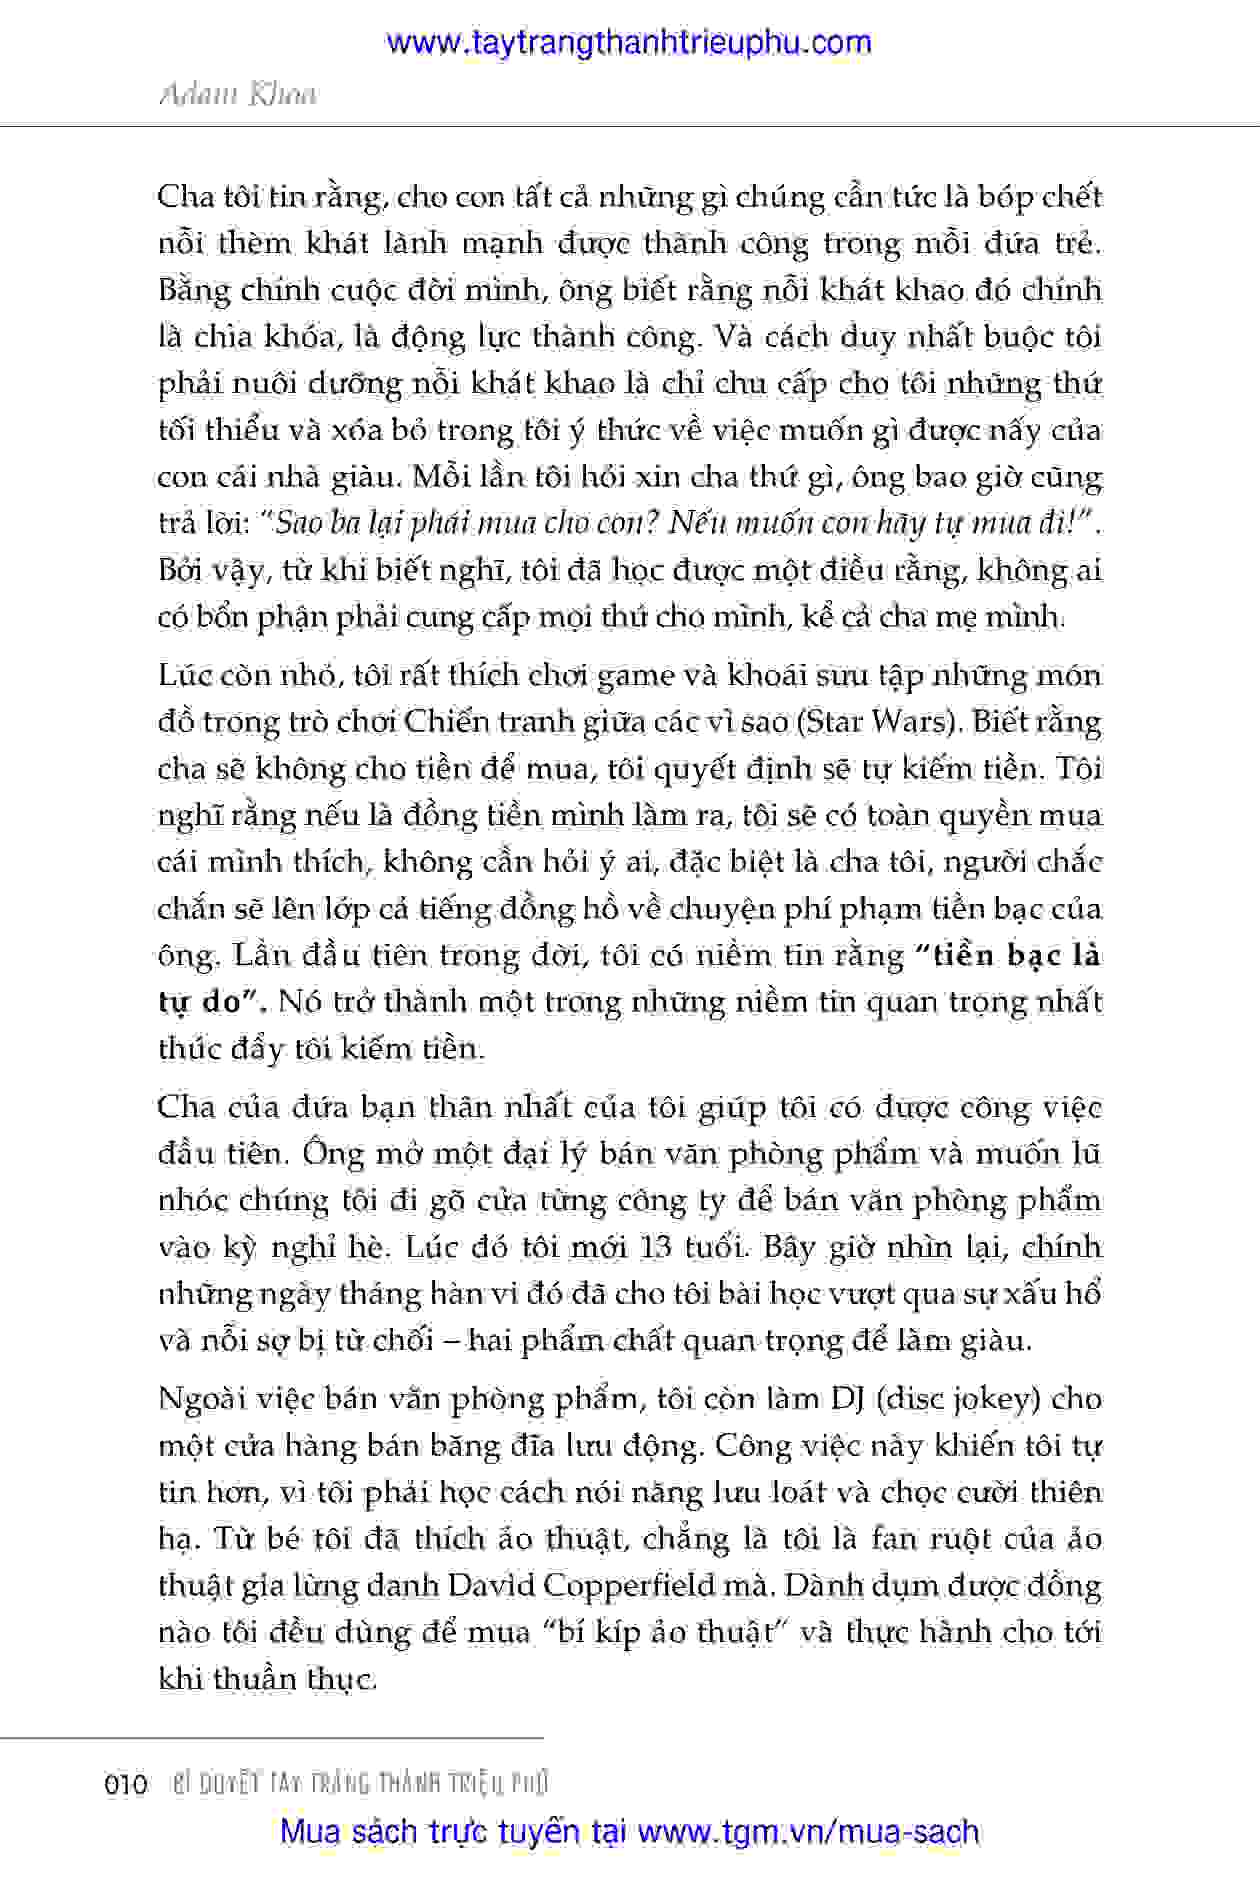 www.taytrangthanhtrieuphu.com
Adam Khoo
Cha tôi tin rằng, cho con tất cả những gì chúng cần tức là bóp chết
nỗi thèm khát lành mạnh được thành công trong mỗi đứa trẻ.
Bằng chính cuộc đời mình, ông biết rằng nỗi khát khao đó chính
là chìa khóa, là động lực thành công. Và cách duy nhất buộc tôi
phải nuôi dưỡng nỗi khát khao là chỉ chu cấp cho tôi những thứ
tối thiểu và xóa bỏ trong tôi ý thức về việc muốn gì được nấy của
con cái nhà giàu. Mỗi lần tôi hỏi xin cha thứ gì, ông bao giờ cũng
trả lời: “Sao ba lại phải mua cho con? Nếu muốn con hãy tự mua đi!”.
Bởi vậy, từ khi biết nghĩ, tôi đã học được một điều rằng, không ai
có bổn phận phải cung cấp mọi thứ cho mình, kể cả cha mẹ mình.
Lúc còn nhỏ, tôi rất thích chơi game và khoái sưu tập những món
đồ trong trò chơi Chiến tranh giữa các vì sao (Star Wars). Biết rằng
cha sẽ không cho tiền để mua, tôi quyết định sẽ tự kiếm tiền. Tôi
nghĩ rằng nếu là đồng tiền mình làm ra, tôi sẽ có toàn quyền mua
cái mình thích, không cần hỏi ý ai, đặc biệt là cha tôi, người chắc
chắn sẽ lên lớp cả tiếng đồng hồ về chuyện phí phạm tiền bạc của
ông. Lần đầu tiên trong đời, tôi có niềm tin rằng “tiền bạc là
tự do”. Nó trở thành một trong những niềm tin quan trọng nhất
thúc đẩy tôi kiếm tiền.
Cha của đứa bạn thân nhất của tôi giúp tôi có được công việc
đầu tiên. Ông mở một đại lý bán văn phòng phẩm và muốn lũ
nhóc chúng tôi đi gõ cửa từng công ty để bán văn phòng phẩm
vào kỳ nghỉ hè. Lúc đó tôi mới 13 tuổi. Bây giờ nhìn lại, chính
những ngày tháng hàn vi đó đã cho tôi bài học vượt qua sự xấu hổ
và nỗi sợ bị từ chối – hai phẩm chất quan trọng để làm giàu.
Ngoài việc bán văn phòng phẩm, tôi còn làm DJ (disc jokey) cho
một cửa hàng bán băng đĩa lưu động. Công việc này khiến tôi tự
tin hơn, vì tôi phải học cách nói năng lưu loát và chọc cười thiên
hạ. Từ bé tôi đã thích ảo thuật, chẳng là tôi là fan ruột của ảo
thuật gia lừng danh David Copperfield mà. Dành dụm được đồng
nào tôi đều dùng để mua “bí kíp ảo thuật” và thực hành cho tới
khi thuần thục.
010 BÍ QUYẾT TAY TRẮNG THÀNH TRIỆU PHÚ
Mua sách trực tuyến tại www.tgm.vn/mua-sach